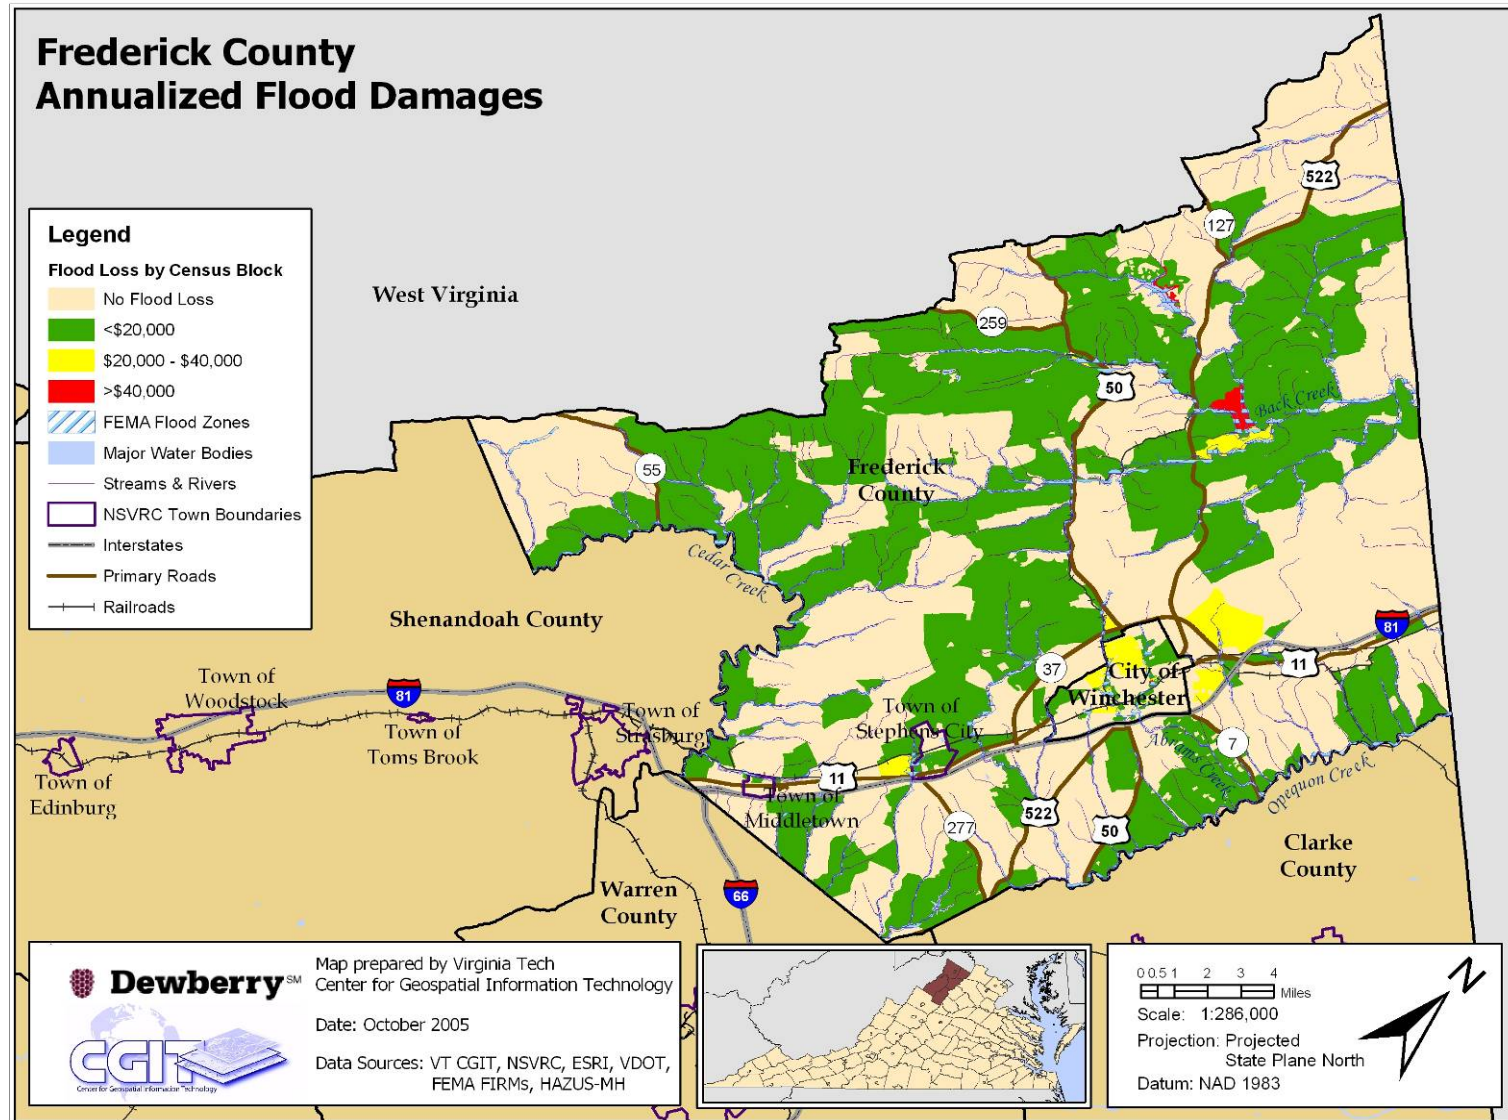 Frederick County
Annualized Flood Damages
Legend
Flood Loss by Census Block
No Flood Loss
<$20,000
$20,000 - $40,000
>$40,000
FEMA Flood Zones
Major Water Bodies
Streams & Rivers
NSVRC Town Boundaries
Interstates
Primary Roads
Railroads
West Virginia
522
127
259
50
Back Creek
55
Frederick
County
Cedar Creek
Shenandoah County
81
11
37
City of
Winchester
Town of
Woodstock
81
Town of
Strasburg
Town of
Stephens City
Town of
Toms Brook
Town of
Edinburg
Abrams Creek
7
Opequon Creek
11
Town of
Middletown
522
50
277
Clarke
County
Warren
County
66
Dewberry SM
CGIT
Center for Geospatial Information Technology
Map prepared by Virginia Tech
Center for Geospatial Information Technology
Date: October 2005
Data Sources: VT CGIT, NSVRC, ESRI, VDOT,
FEMA FIRMs, HAZUS-MH
0 0.5 1 2 3 4
Miles
Scale: 1:286,000
Projection: Projected
State Plane North
Datum: NAD 1983
N